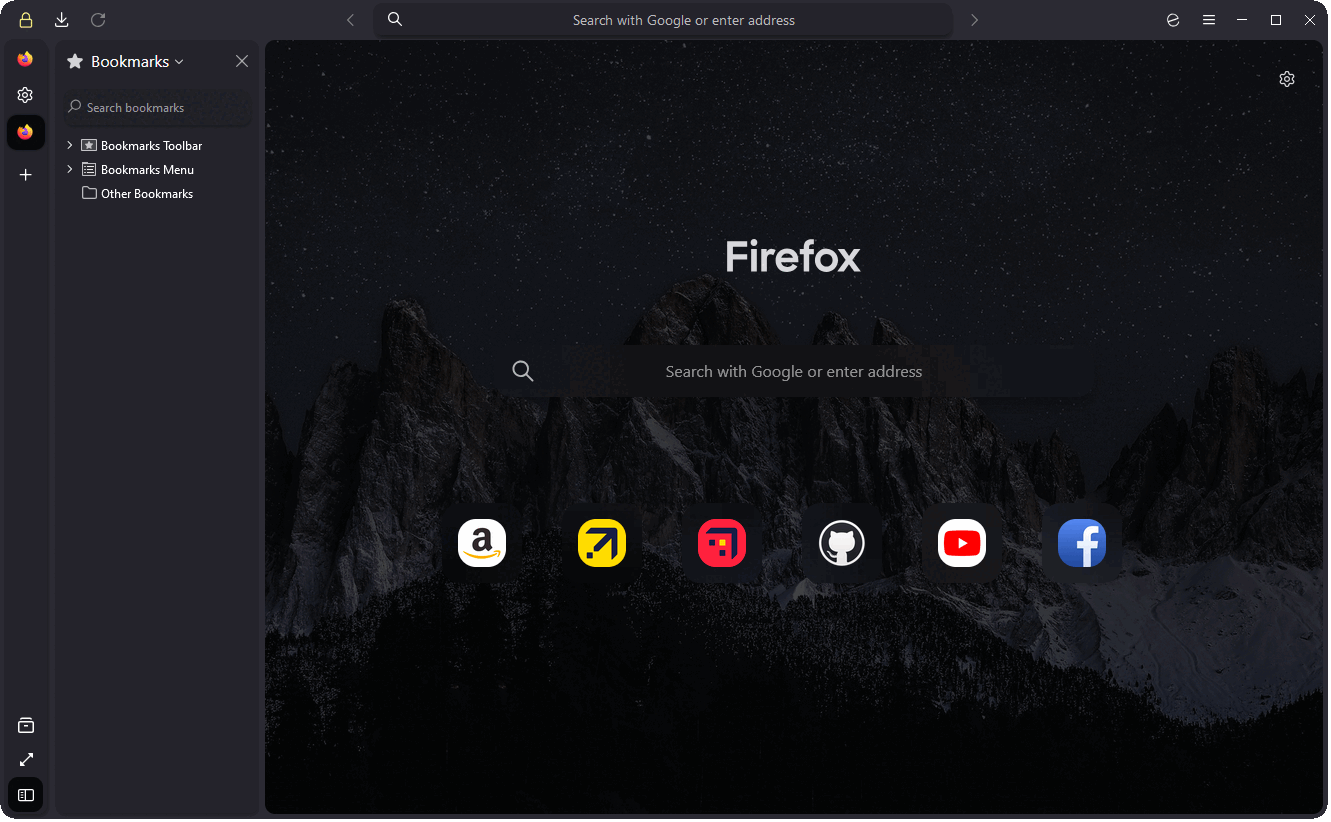 Search with Google or enter address
Bookmarks
Search bookmarks
Bookmarks Toolbar
Bookmarks Menu
Other Bookmarks
Firefox
Search with Google or enter address